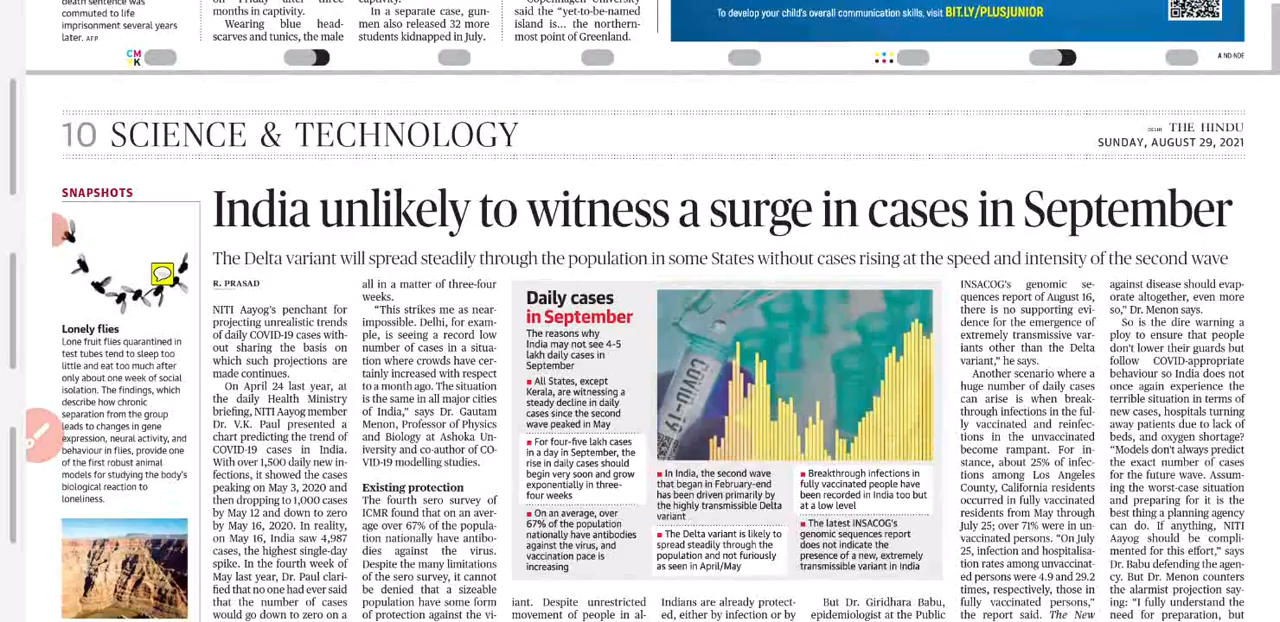 death sentence was
commuted to life
imprisonment several years
later. AFP
months in captivity.
Wearing blue head-
scarves and tunics, the male
In a separate case, gun-
men also released 32 more
students kidnapped in July.
said the “yet-to-be-named
island is... the northern-
most point of Greenland.
To develop your child's overall communication skills, visit BIT.LY/PLUSJUNIOR
CM
YK
A ND-NDE
10 SCIENCE & TECHNOLOGY
DELHI THE HINDU
SUNDAY, AUGUST 29, 2021
SNAPSHOTS
Lonely flies
Lone fruit flies quarantined in
test tubes tend to sleep too
little and eat too much after
only about one week of social
isolation. The findings, which
describe how chronic
separation from the group
leads to changes in gene
expression, neural activity, and
behaviour in flies, provide one
of the first robust animal
models for studying the body's
biological reaction to
loneliness.
India unlikely to witness a surge in cases in September
The Delta variant will spread steadily through the population in some States without cases rising at the speed and intensity of the second wave
R. PRASAD
NITI Aayog's penchant for
projecting unrealistic trends
of daily COVID-19 cases with-
out sharing the basis on
which such projections are
made continues.
On April 24 last year, at
the daily Health Ministry
briefing, NITI Aayog member
Dr. V.K. Paul presented a
chart predicting the trend of
COVID-19 cases in India.
With over 1,500 daily new in-
fections, it showed the cases
peaking on May 3, 2020 and
then dropping to 1,000 cases
by May 12 and down to zero
by May 16, 2020. In reality,
on May 16, India saw 4,987
cases, the highest single-day
spike. In the fourth week of
May last year, Dr. Paul clari-
fied that no one had ever said
that the number of cases
would go down to zero on a
all in a matter of three-four
weeks.
“This strikes me as near-
impossible. Delhi, for exam-
ple, is seeing a record low
number of cases in a situa-
tion where crowds have cer-
tainly increased with respect
to a month ago. The situation
is the same in all major cities
of India,” says Dr. Gautam
Menon, Professor of Physics
and Biology at Ashoka Uni-
versity and co-author of CO-
VID-19 modelling studies.
Existing protection
The fourth sero survey of
ICMR found that on an aver-
age over 67% of the popula-
tion nationally have antibo-
dies against the virus.
Despite the many limitations
of the sero survey, it cannot
be denied that a sizeable
population have some form
of protection against the vi-
Daily cases
in September
The reasons why
India may not see 4-5
lakh daily cases in
September
All States, except
Kerala, are witnessing a
steady decline in daily
cases since the second
wave peaked in May
For four-five lakh cases
in a day in September, the
rise in daily cases should
begin very soon and grow
exponentially in three-
four weeks
On an average, over
67% of the population
nationally have antibodies
against the virus, and
vaccination pace is
increasing
COVID-19
In India, the second wave
that began in February-end
has been driven primarily by
the highly transmissible Delta
variant
The Delta variant is likely to
spread steadily through the
population and not furiously
as seen in April/May
Breakthrough infections in
fully vaccinated people have
been recorded in India too but
at a low level
The latest INSACOG's
genomic sequences report
does not indicate the
presence of a new, extremely
transmissible variant in India
iant. Despite unrestricted
movement of people in al-
Indians are already protect-
ed, either by infection or by
But Dr. Giridhara Babu,
epidemiologist at the Public
INSACOG's genomic se-
quences report of August 16,
there is no supporting evi-
dence for the emergence of
extremely transmissive var-
iants other than the Delta
variant,” he says.
Another scenario where a
huge number of daily cases
can arise is when break-
through infections in the ful-
ly vaccinated and reinfec-
tions in the unvaccinated
become rampant. For in-
stance, about 25% of infec-
tions among Los Angeles
County, California residents
occurred in fully vaccinated
residents from May through
July 25; over 71% were in un-
vaccinated persons. “On July
25, infection and hospitalisa-
tion rates among unvaccinat-
ed persons were 4.9 and 29.2
times, respectively, those in
fully vaccinated persons,”
the report said. The New
against disease should evap-
orate altogether, even more
so,” Dr. Menon says.
So is the dire warning a
ploy to ensure that people
don't lower their guards but
follow COVID-appropriate
behaviour so India does not
once again experience the
terrible situation in terms of
new cases, hospitals turning
away patients due to lack of
beds, and oxygen shortage?
“Models don't always predict
the exact number of cases
for the future wave. Assum-
ing the worst-case situation
and preparing for it is the
best thing a planning agency
can do. If anything, NITI
Aayog should be compli-
mented for this effort,” says
Dr. Babu defending the agen-
cy. But Dr. Menon counters
the alarmist projection say-
ing: “I fully understand the
need for preparation, but